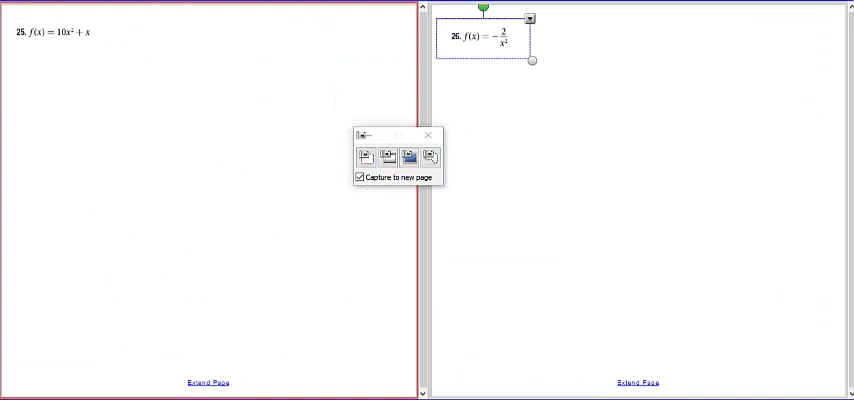 25. f(x) = 10x² + x
26. f(x) = −2/x²
Capture to new page
Extend Page
Extend Page